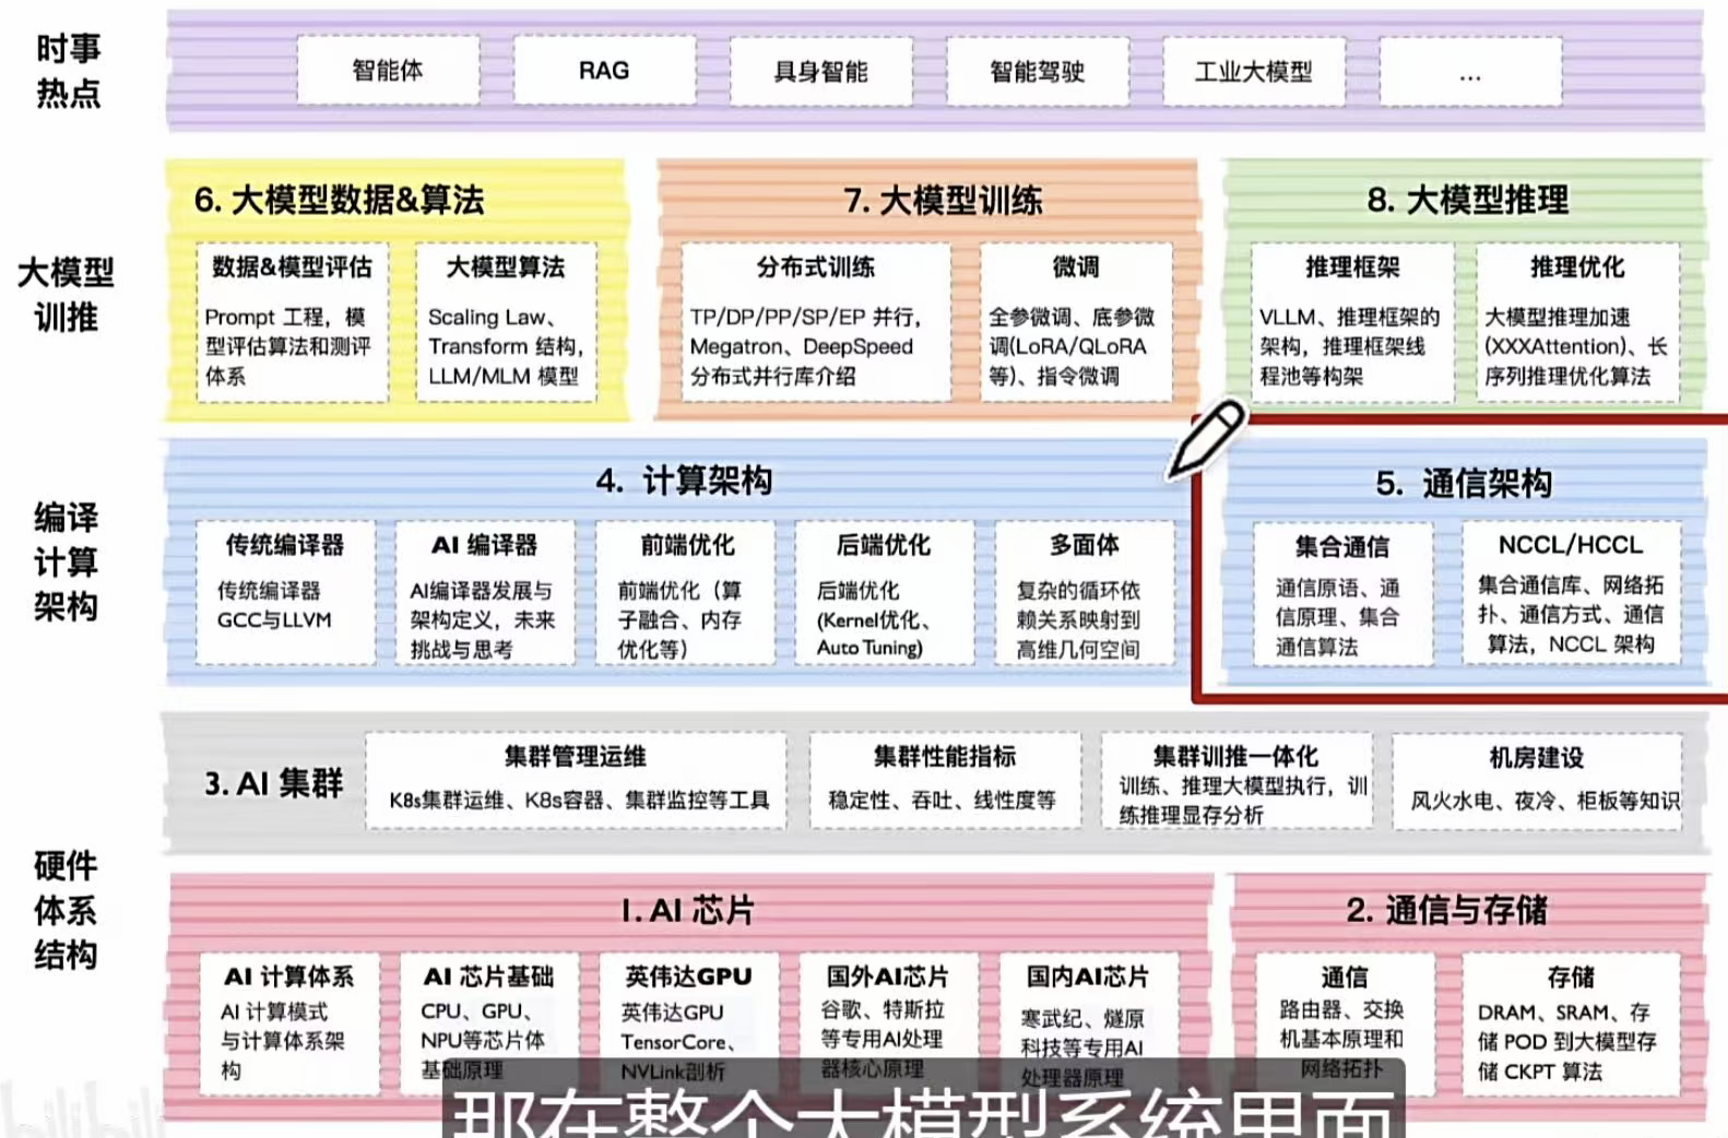 时事
热点
智能体
RAG
具身智能
智能驾驶
工业大模型
...
大模型
训推
6. 大模型数据&算法
数据&模型评估
Prompt 工程，模
型评估算法和测评
体系
大模型算法
Scaling Law、
Transform 结构，
LLM/MLM 模型
7. 大模型训练
分布式训练
TP/DP/PP/SP/EP 并行，
Megatron、DeepSpeed
分布式并行库介绍
微调
全参微调、底参微
调(LoRA/QLoRA
等)、指令微调
8. 大模型推理
推理框架
VLLM、推理框架的
架构，推理框架线
程池等构架
推理优化
大模型推理加速
(XXXAttention)、长
序列推理优化算法
编译
计算
架构
4. 计算架构
传统编译器
传统编译器
GCC与LLVM
AI 编译器
AI编译器发展与
架构定义，未来
挑战与思考
前端优化
前端优化（算
子融合、内存
优化等）
后端优化
后端优化
(Kernel优化、
Auto Tuning)
多面体
复杂的循环依
赖关系映射到
高维几何空间
5. 通信架构
集合通信
通信原语、通
信原理、集合
通信算法
NCCL/HCCL
集合通信库、网络拓
扑、通信方式、通信
算法，NCCL 架构
硬件
体系
结构
3. AI 集群
集群管理运维
K8s集群运维、K8s容器、集群监控等工具
集群性能指标
稳定性、吞吐、线性度等
集群训推一体化
训练、推理大模型执行，训
练推理显存分析
机房建设
风火水电、夜冷、柜板等知识
1. AI 芯片
AI 计算体系
AI 计算模式
与计算体系架
构
AI 芯片基础
CPU、GPU、
NPU等芯片体
基础原理
英伟达GPU
英伟达GPU
TensorCore、
NVLink剖析
国外AI芯片
谷歌、特斯拉
等专用AI处理
器核心原理
国内AI芯片
寒武纪、燧原
科技等专用AI
处理器原理
2. 通信与存储
通信
路由器、交换
机基本原理和
网络拓扑
存储
DRAM、SRAM、存
储 POD 到大模型存
储 CKPT 算法
那在整个大模型系统里面
bilibili